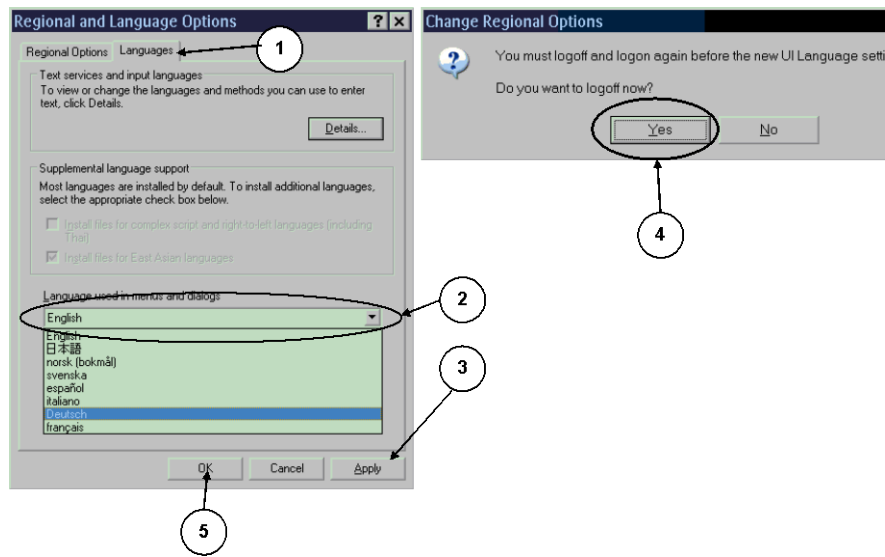 Regional and Language Options
Regional Options
Languages
1
Text services and input languages
To view or change the languages and methods you can use to enter
text, click Details.
Details...
Supplemental language support
Most languages are installed by default. To install additional languages,
select the appropriate check box below.
Install files for complex script and right-to-left languages (including
Thai)
Install files for East Asian languages
Language used in menus and dialogs
2
English
English
日本語
norsk (bokmål)
svenska
español
italiano
Deutsch
français
3
OK
Cancel
Apply
5
Change Regional Options
You must logoff and logon again before the new UI Language setti
Do you want to logoff now?
Yes
No
4